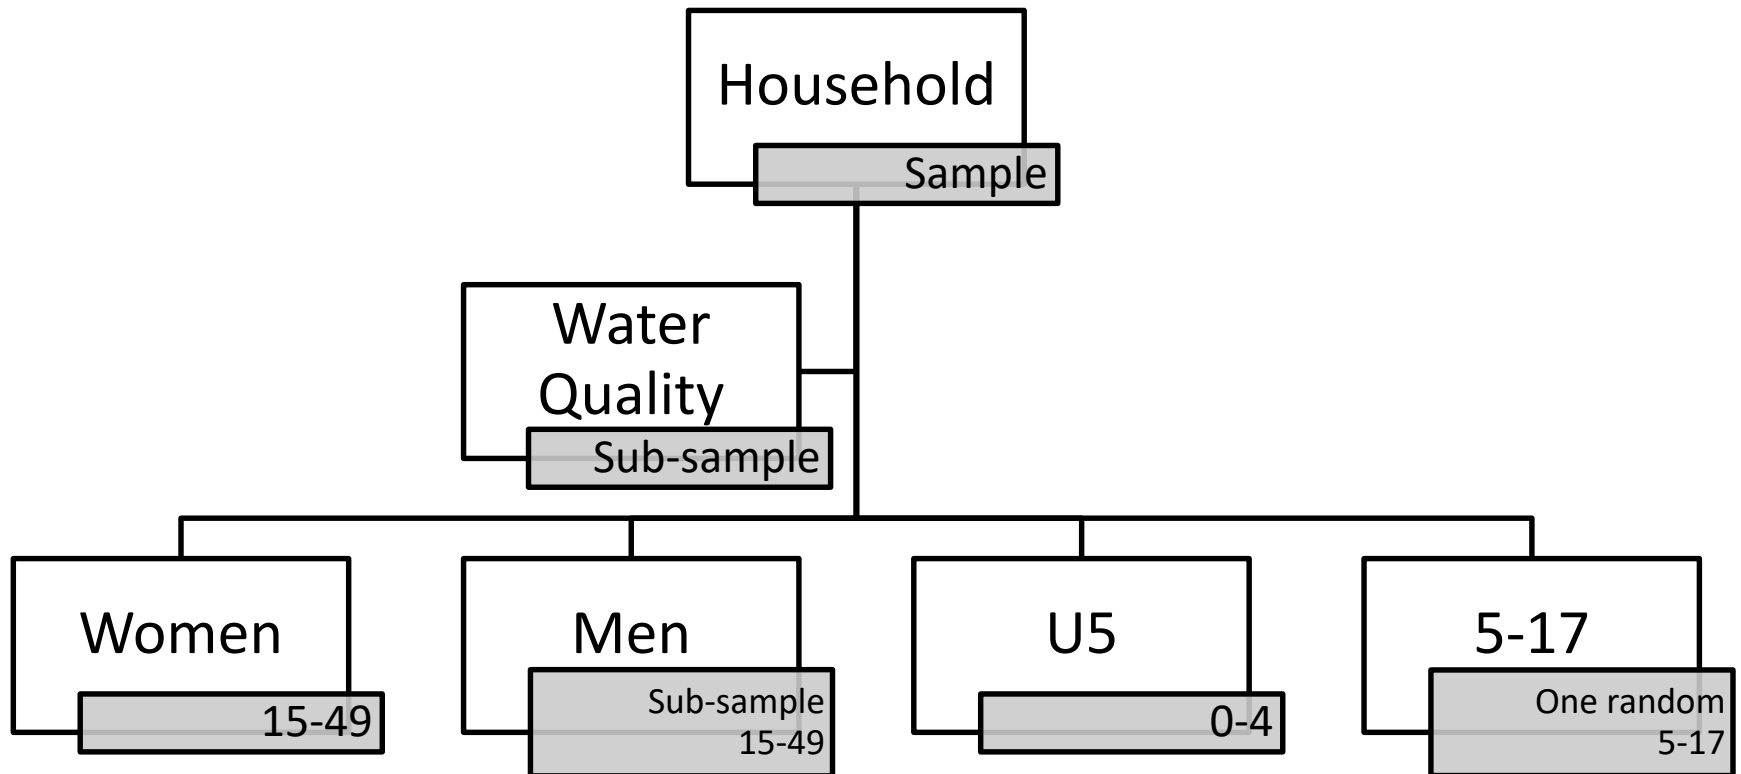 Household
Sample
Water
Quality
Sub-sample
Women
15-49
Men
Sub-sample
15-49
U5
0-4
5-17
One random
5-17